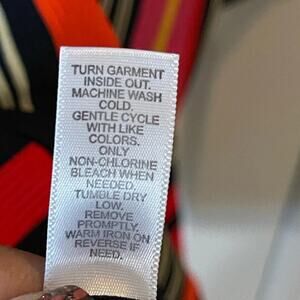 TURN GARMENT
INSIDE OUT.
MACHINE WASH
COLD.
GENTLE CYCLE
WITH LIKE
COLORS.
ONLY
NON-CHLORINE
BLEACH WHEN
NEEDED.
TUMBLE DRY
LOW.
REMOVE
PROMPTLY.
WARM IRON ON
REVERSE IF
NEED.